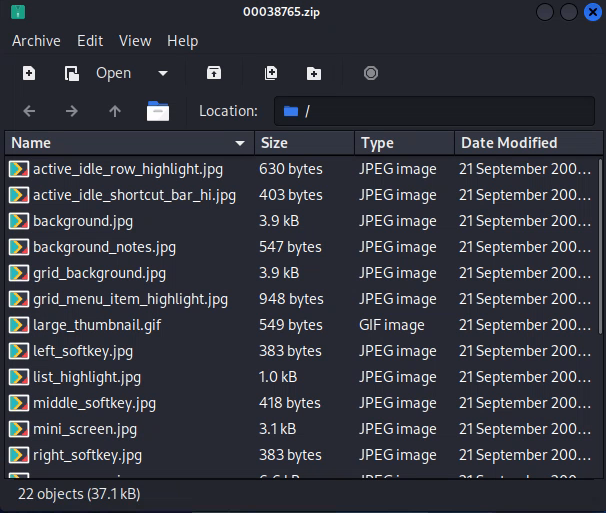 00038765.zip
Archive Edit View Help
Open
Location: /
Name Size Type Date Modified
active_idle_row_highlight.jpg 630 bytes JPEG image 21 September 200…
active_idle_shortcut_bar_hi.jpg 403 bytes JPEG image 21 September 200…
background.jpg 3.9 kB JPEG image 21 September 200…
background_notes.jpg 547 bytes JPEG image 21 September 200…
grid_background.jpg 3.9 kB JPEG image 21 September 200…
grid_menu_item_highlight.jpg 948 bytes JPEG image 21 September 200…
large_thumbnail.gif 549 bytes GIF image 21 September 200…
left_softkey.jpg 383 bytes JPEG image 21 September 200…
list_highlight.jpg 1.0 kB JPEG image 21 September 200…
middle_softkey.jpg 418 bytes JPEG image 21 September 200…
mini_screen.jpg 3.1 kB JPEG image 21 September 200…
right_softkey.jpg 383 bytes JPEG image 21 September 200…
22 objects (37.1 kB)